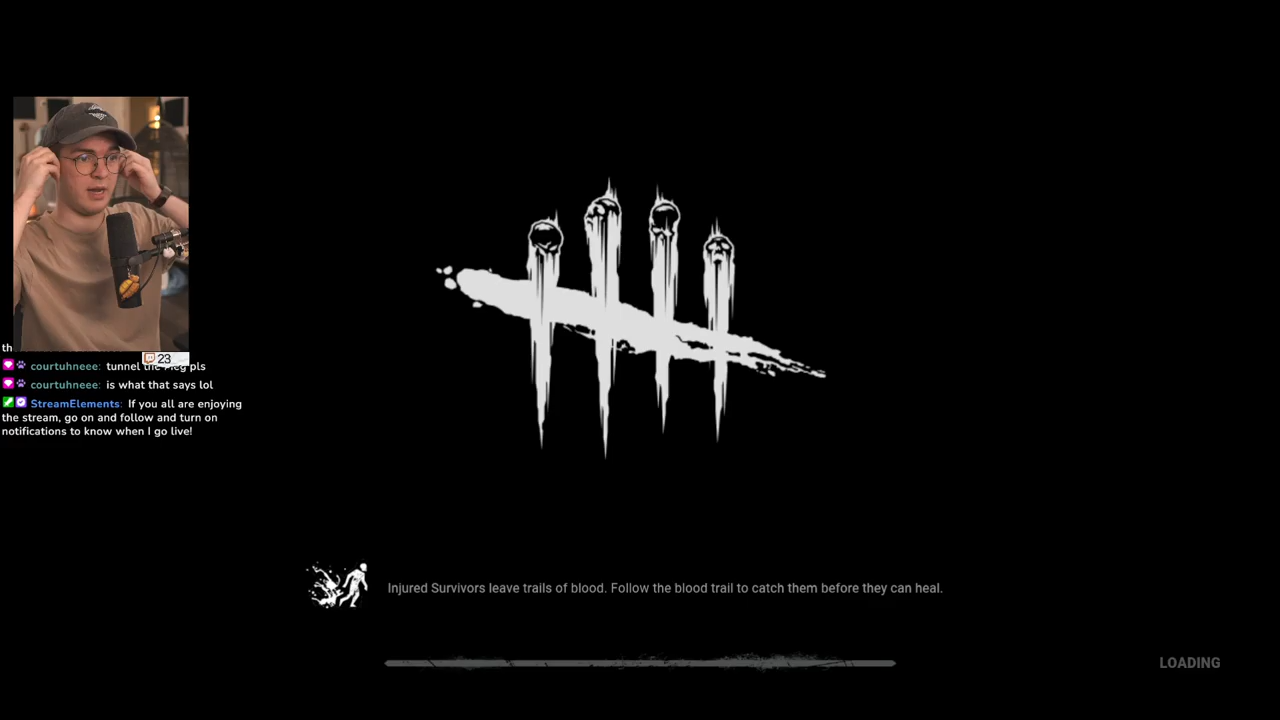 th
23
courtuhneee: tunnel the Meg pls
courtuhneee: is what that says lol
StreamElements: If you all are enjoying
the stream, go on and follow and turn on
notifications to know when I go live!
Injured Survivors leave trails of blood. Follow the blood trail to catch them before they can heal.
LOADING